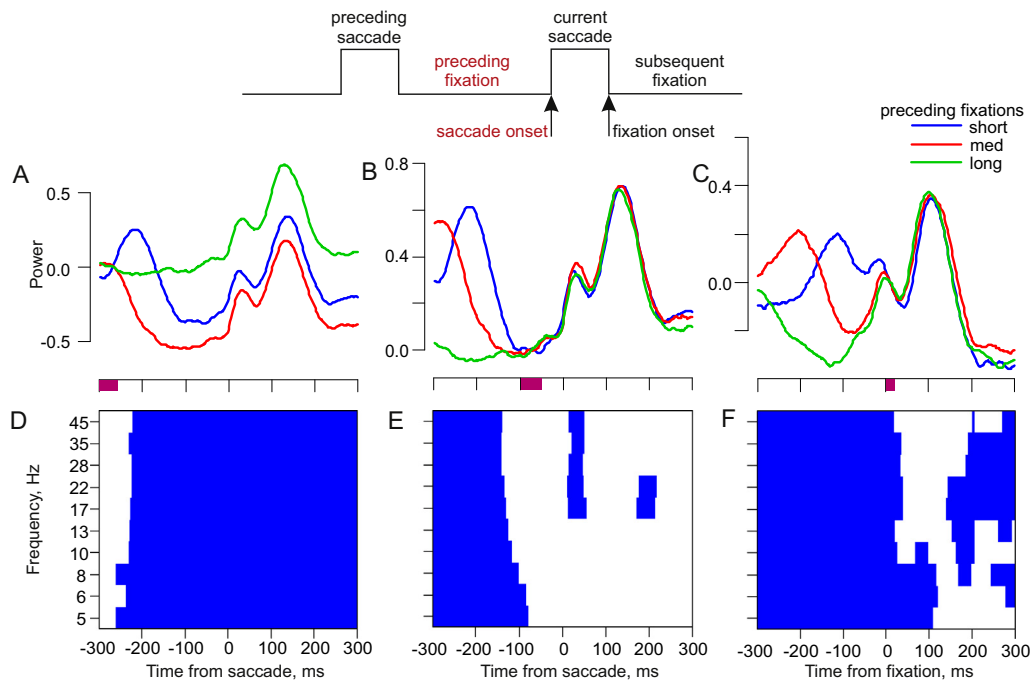 preceding
saccade
current
saccade
preceding
fixation
subsequent
fixation
saccade onset
fixation onset
preceding fixations
short
med
long
A
Power
0.5
0.0
-0.5
B
0.8
0.4
0.0
C
0.4
0.0
D
Frequency, Hz
45
35
28
22
17
13
10
8
6
5
-300 -200 -100 0 100 200 300
Time from saccade, ms
E
-300 -200 -100 0 100 200 300
Time from saccade, ms
F
-300 -200 -100 0 100 200 300
Time from fixation, ms